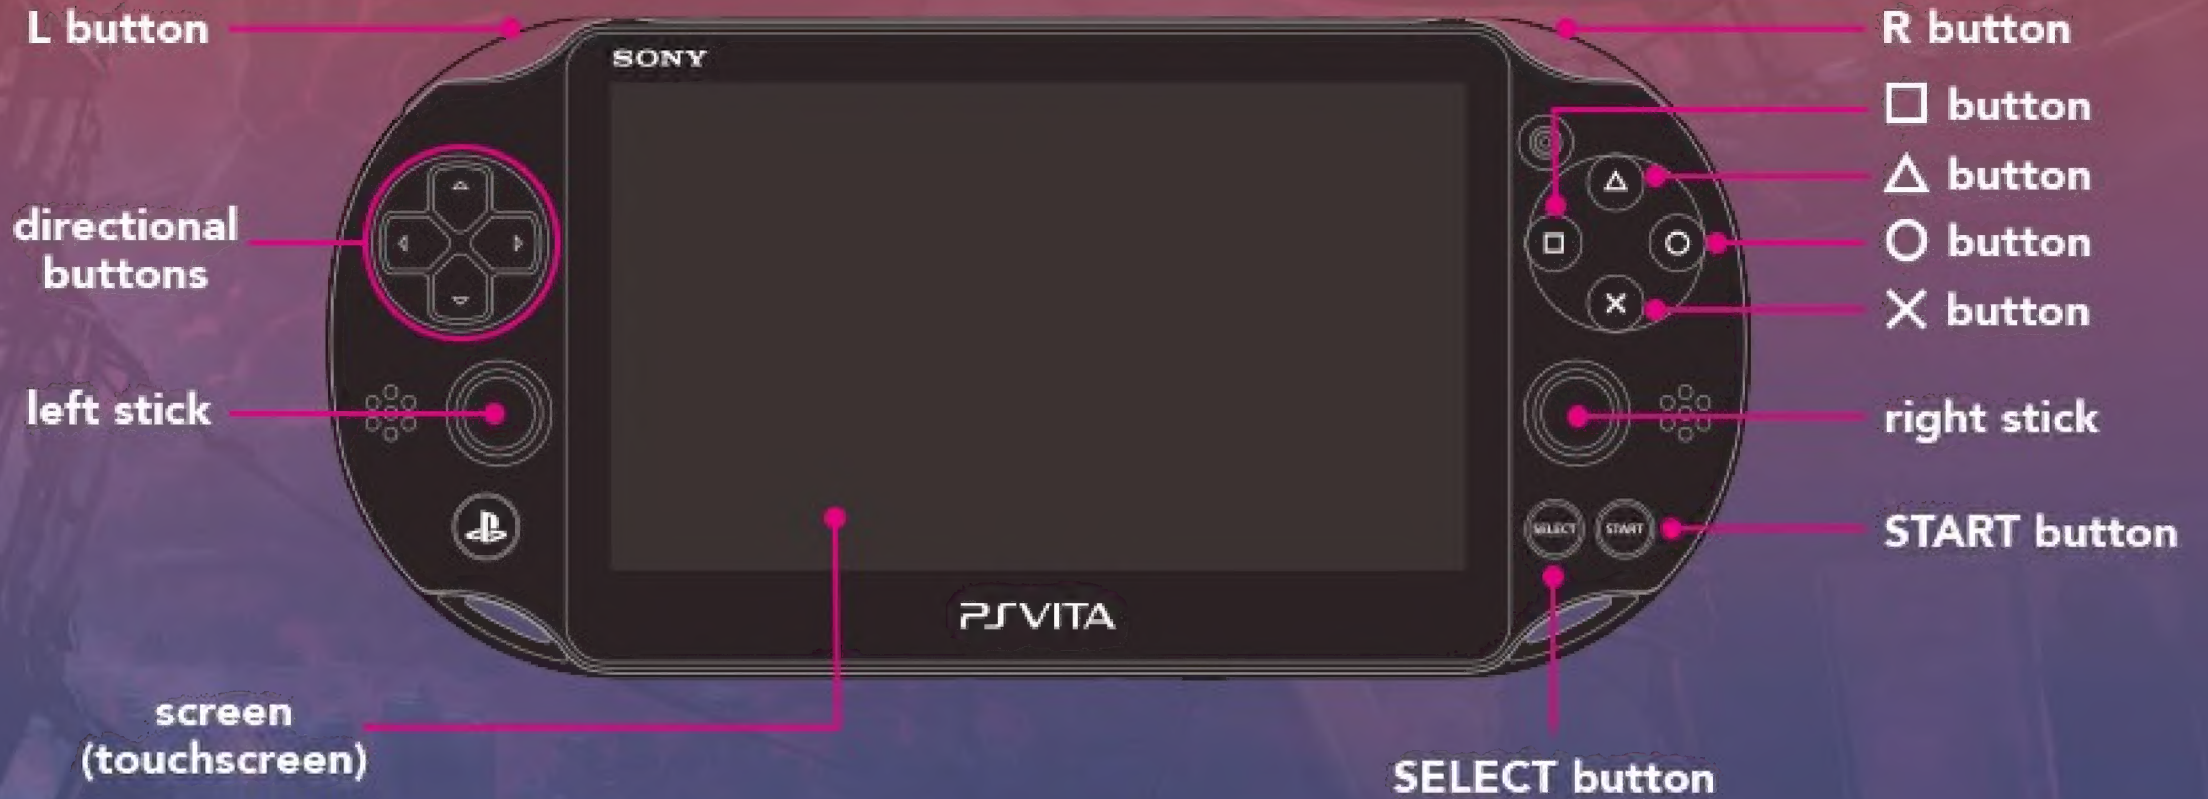 L button
SONY
R button
□ button
△ button
directional
buttons
○ button
✕ button
left stick
right stick
SELECT
START
START button
PSVITA
screen
(touchscreen)
SELECT button